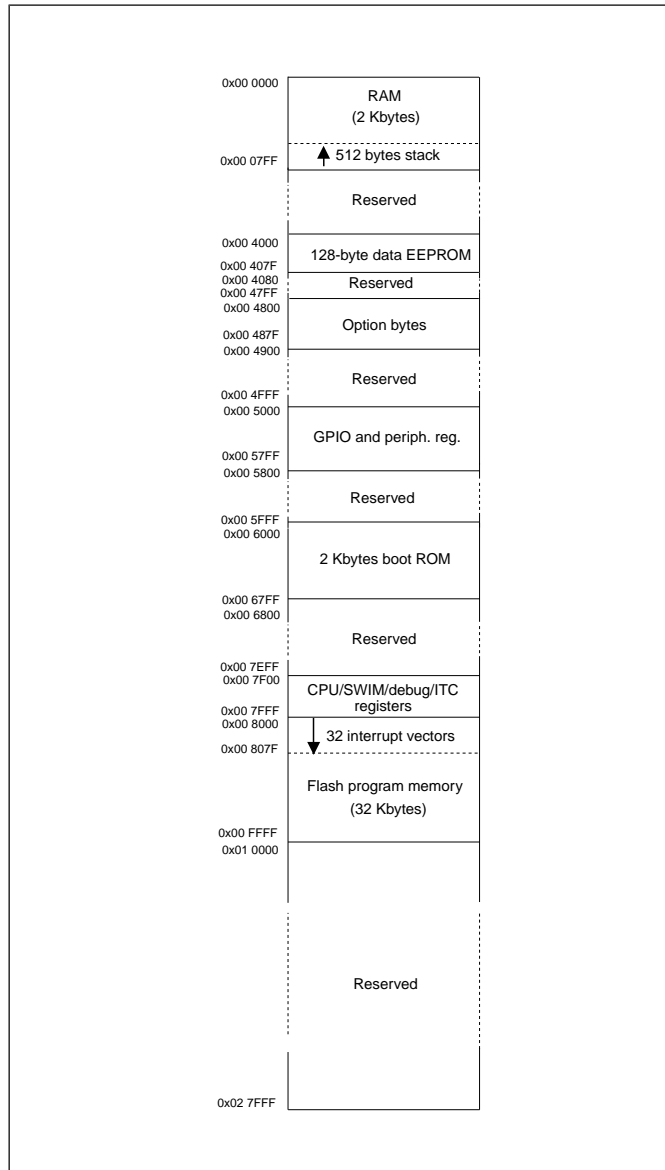 0x00 0000
RAM
(2 Kbytes)
512 bytes stack
0x00 07FF
Reserved
0x00 4000
128-byte data EEPROM
0x00 407F
0x00 4080
Reserved
0x00 47FF
0x00 4800
Option bytes
0x00 487F
0x00 4900
Reserved
0x00 4FFF
0x00 5000
GPIO and periph. reg.
0x00 57FF
0x00 5800
Reserved
0x00 5FFF
0x00 6000
2 Kbytes boot ROM
0x00 67FF
0x00 6800
Reserved
0x00 7EFF
0x00 7F00
CPU/SWIM/debug/ITC
registers
0x00 7FFF
0x00 8000
32 interrupt vectors
0x00 807F
Flash program memory
(32 Kbytes)
0x00 FFFF
0x01 0000
Reserved
0x02 7FFF